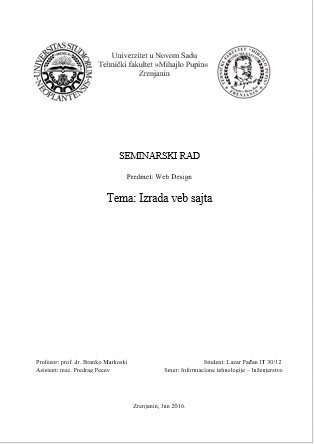 UNIVERSITAS STUDIORUM
NEOPLANTENSIS
Univerzitet u Novom Sadu
Tehnički fakultet »Mihajlo Pupin«
Zrenjanin
TEHNIČKI FAKULTET "MIHAJLO PUPIN"
ZRENJANIN
SEMINARSKI RAD
Predmet: Web Design
Tema: Izrada veb sajta
Profesor: prof. dr. Branko Markoski
Student: Lazar Pađan IT 30/12
Asistent: msc. Predrag Pecev
Smer: Informacione tehnologije – Inženjerstvo
Zrenjanin, Jun 2016.